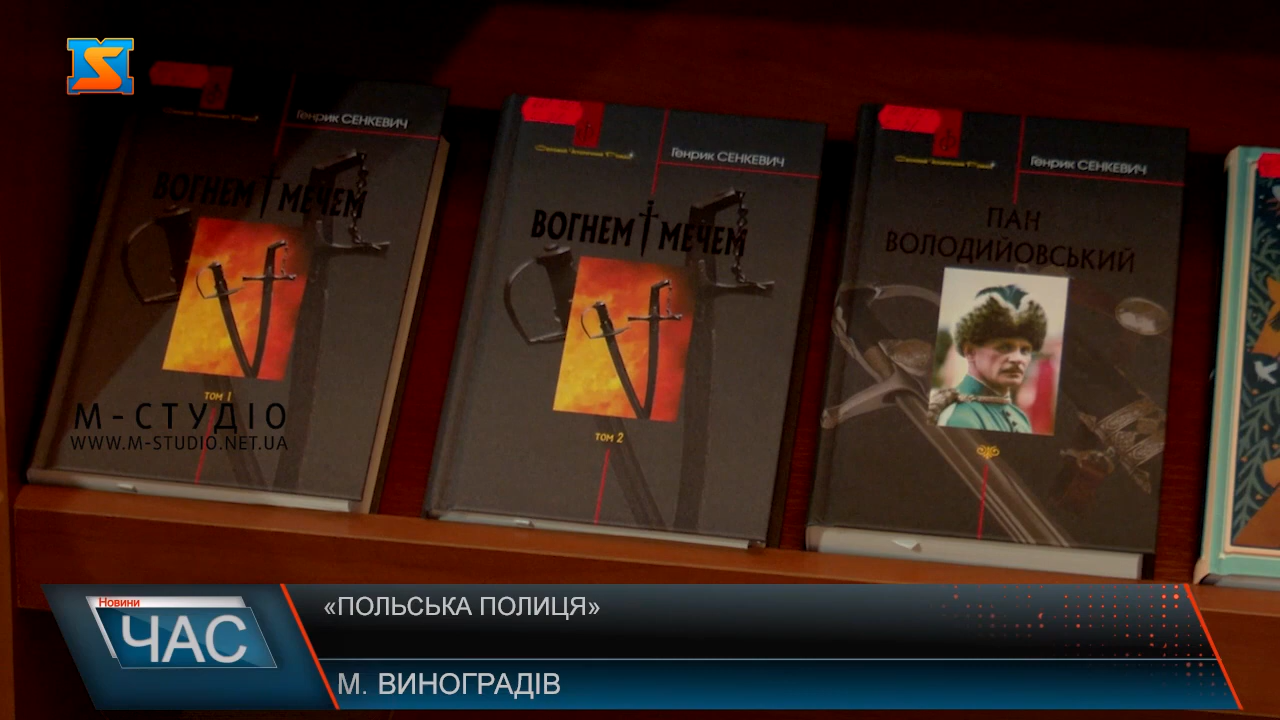 Генрик СЕНКЕВИЧ
ВОГНЕМ МЕЧЕМ
ТОМ 1
Генрик СЕНКЕВИЧ
ВОГНЕМ МЕЧЕМ
ТОМ 2
Генрик СЕНКЕВИЧ
ПАН
ВОЛОДИЙОВСЬКИЙ
М-СТУДІО
WWW.M-STUDIO.NET.UA
Новини
ЧАС
«ПОЛЬСЬКА ПОЛИЦЯ»
М. ВИНОГРАДІВ